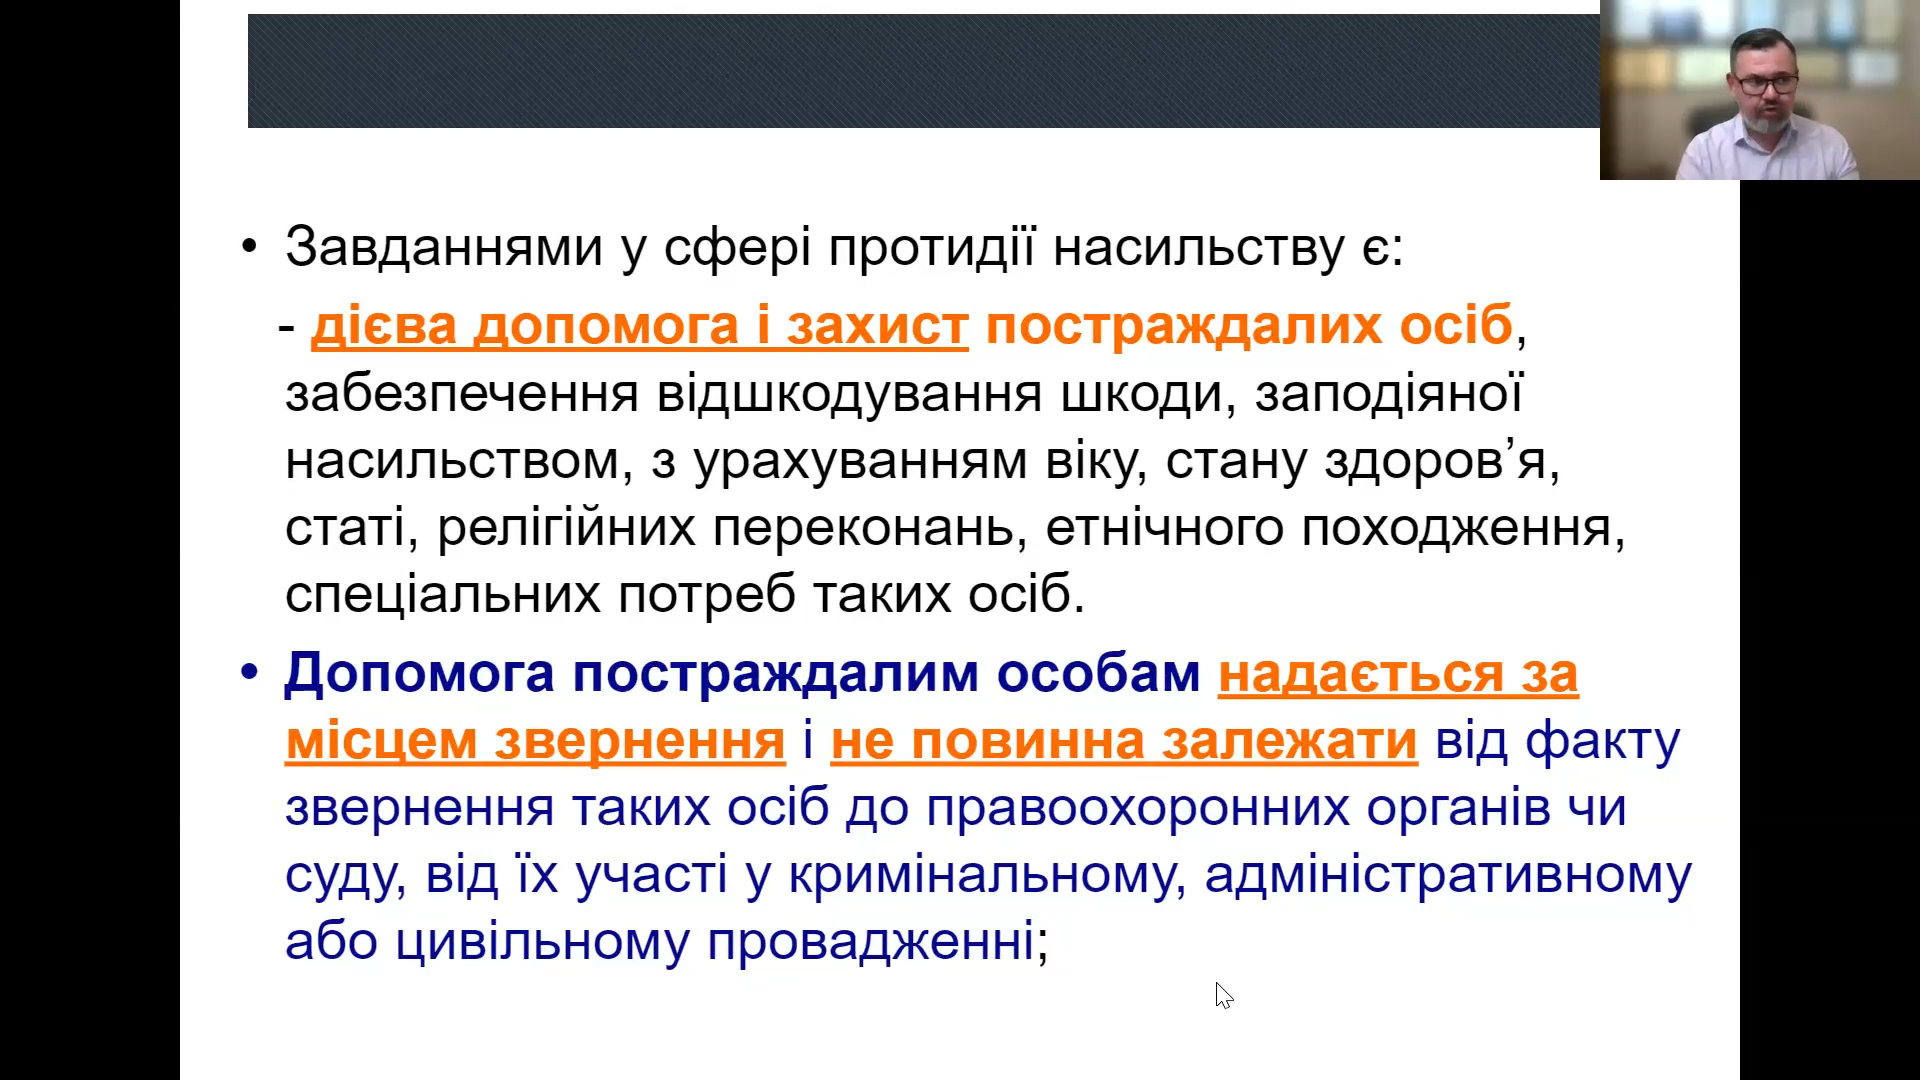 • Завданнями у сфері протидії насильству є:
- дієва допомога і захист постраждалих осіб,
забезпечення відшкодування шкоди, заподіяної
насильством, з урахуванням віку, стану здоров’я,
статі, релігійних переконань, етнічного походження,
спеціальних потреб таких осіб.
• Допомога постраждалим особам надається за
місцем звернення і не повинна залежати від факту
звернення таких осіб до правоохоронних органів чи
суду, від їх участі у кримінальному, адміністративному
або цивільному провадженні;